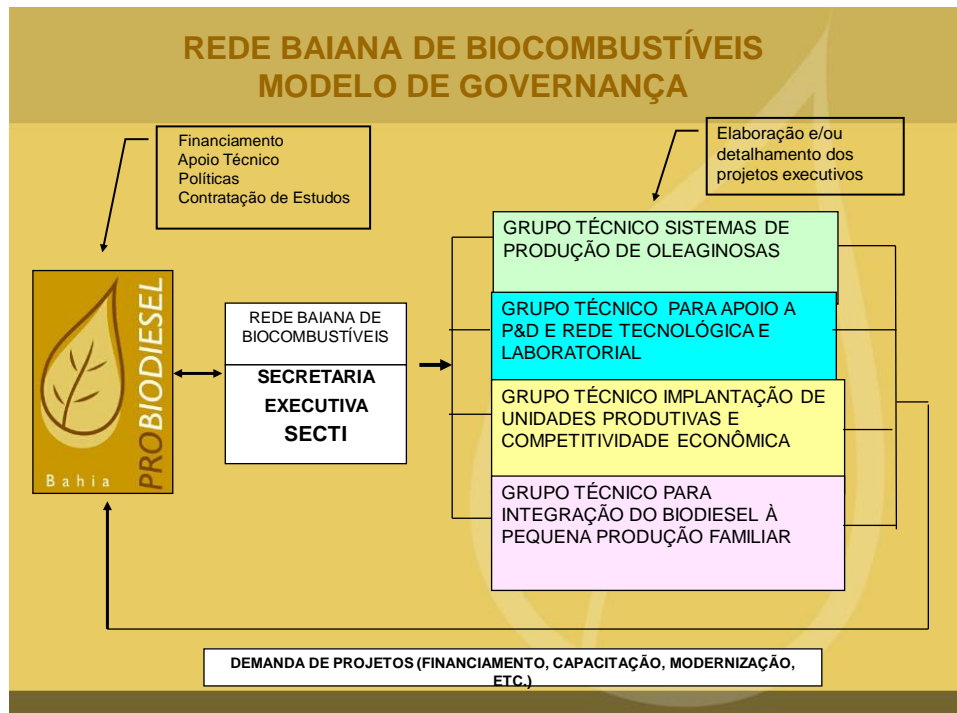 REDE BAIANA DE BIOCOMBUSTÍVEIS
MODELO DE GOVERNANÇA
Financiamento
Apoio Técnico
Políticas
Contratação de Estudos
Elaboração e/ou
detalhamento dos
projetos executivos
PROBIODIESEL
Bahia
REDE BAIANA DE
BIOCOMBUSTÍVEIS
SECRETARIA
EXECUTIVA
SECTI
GRUPO TÉCNICO SISTEMAS DE
PRODUÇÃO DE OLEAGINOSAS
GRUPO TÉCNICO PARA APOIO A
P&D E REDE TECNOLÓGICA E
LABORATORIAL
GRUPO TÉCNICO IMPLANTAÇÃO DE
UNIDADES PRODUTIVAS E
COMPETITIVIDADE ECONÔMICA
GRUPO TÉCNICO PARA
INTEGRAÇÃO DO BIODIESEL À
PEQUENA PRODUÇÃO FAMILIAR
DEMANDA DE PROJETOS (FINANCIAMENTO, CAPACITAÇÃO, MODERNIZAÇÃO,
ETC.)